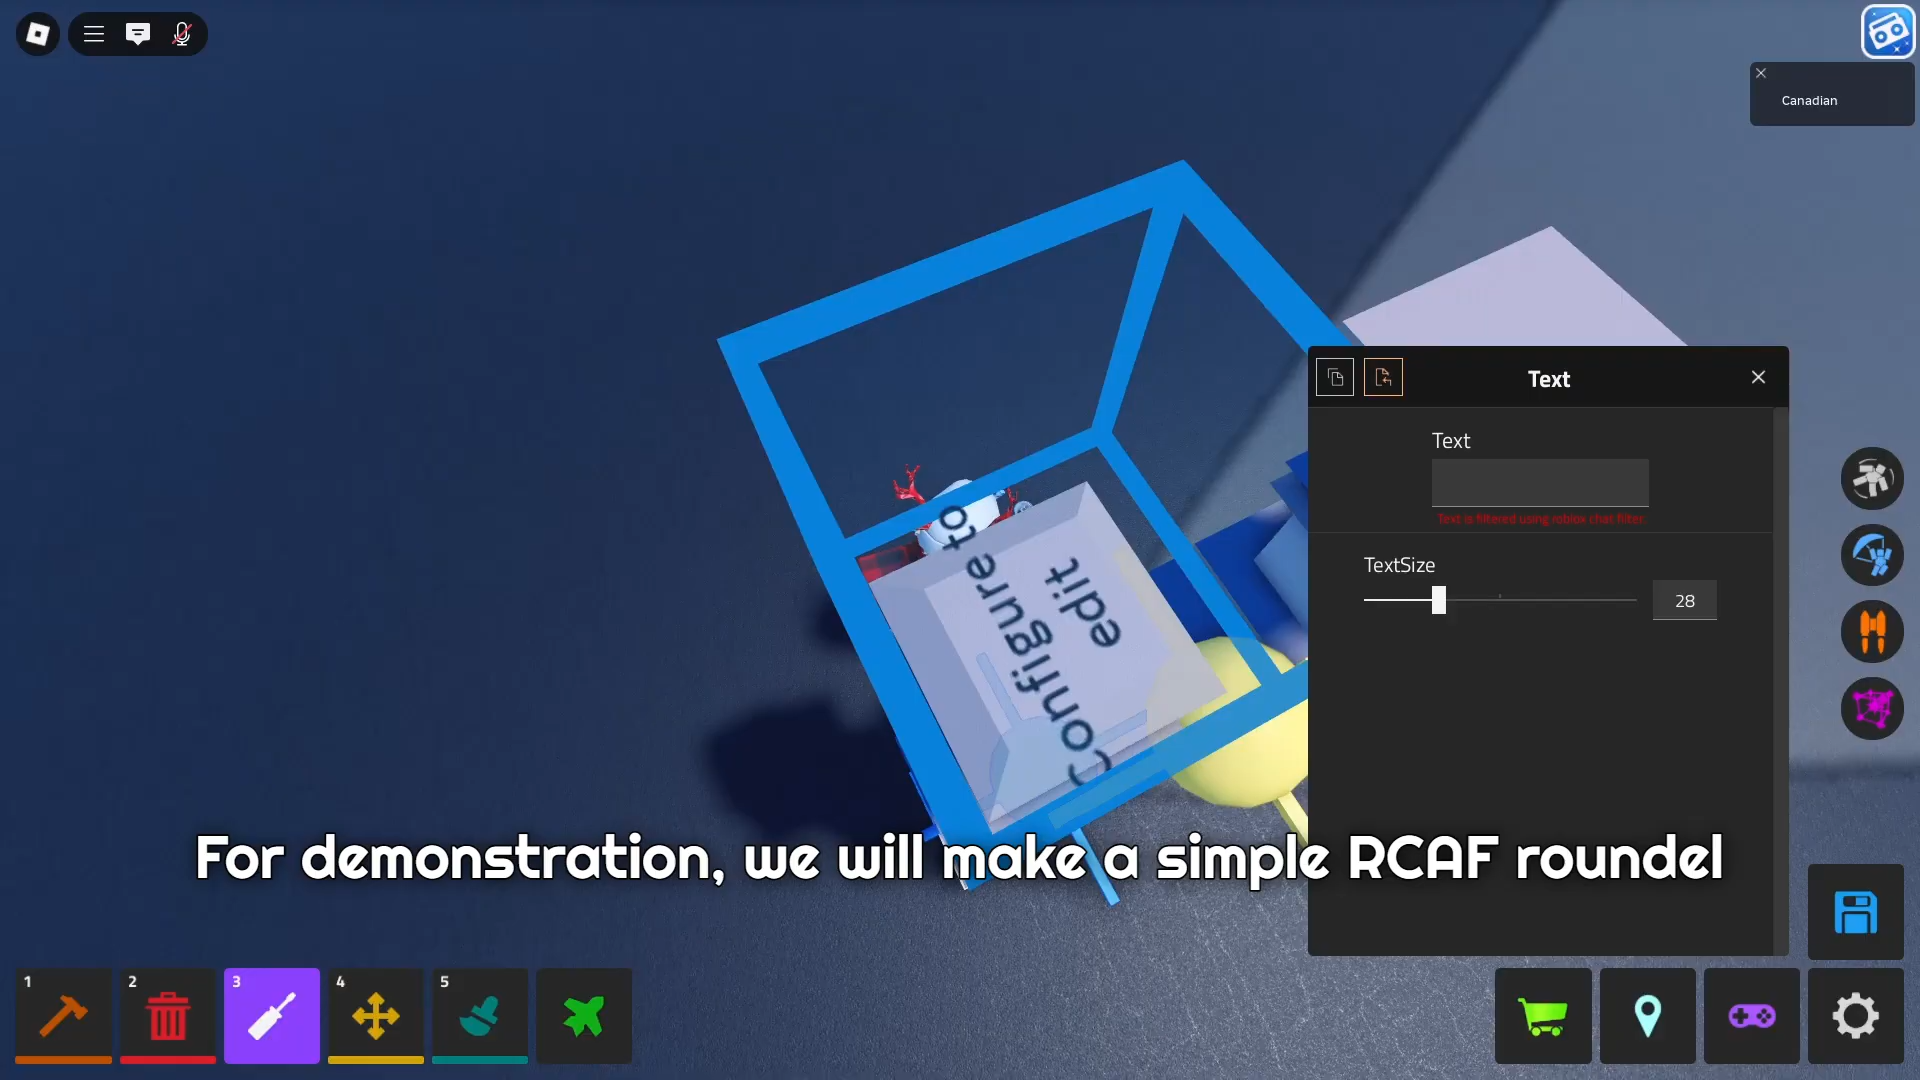 Canadian
Text
Text
Text is filtered using roblox chat filter
TextSize
28
Configure to
edit
For demonstration, we will make a simple RCAF roundel
1
2
3
4
5